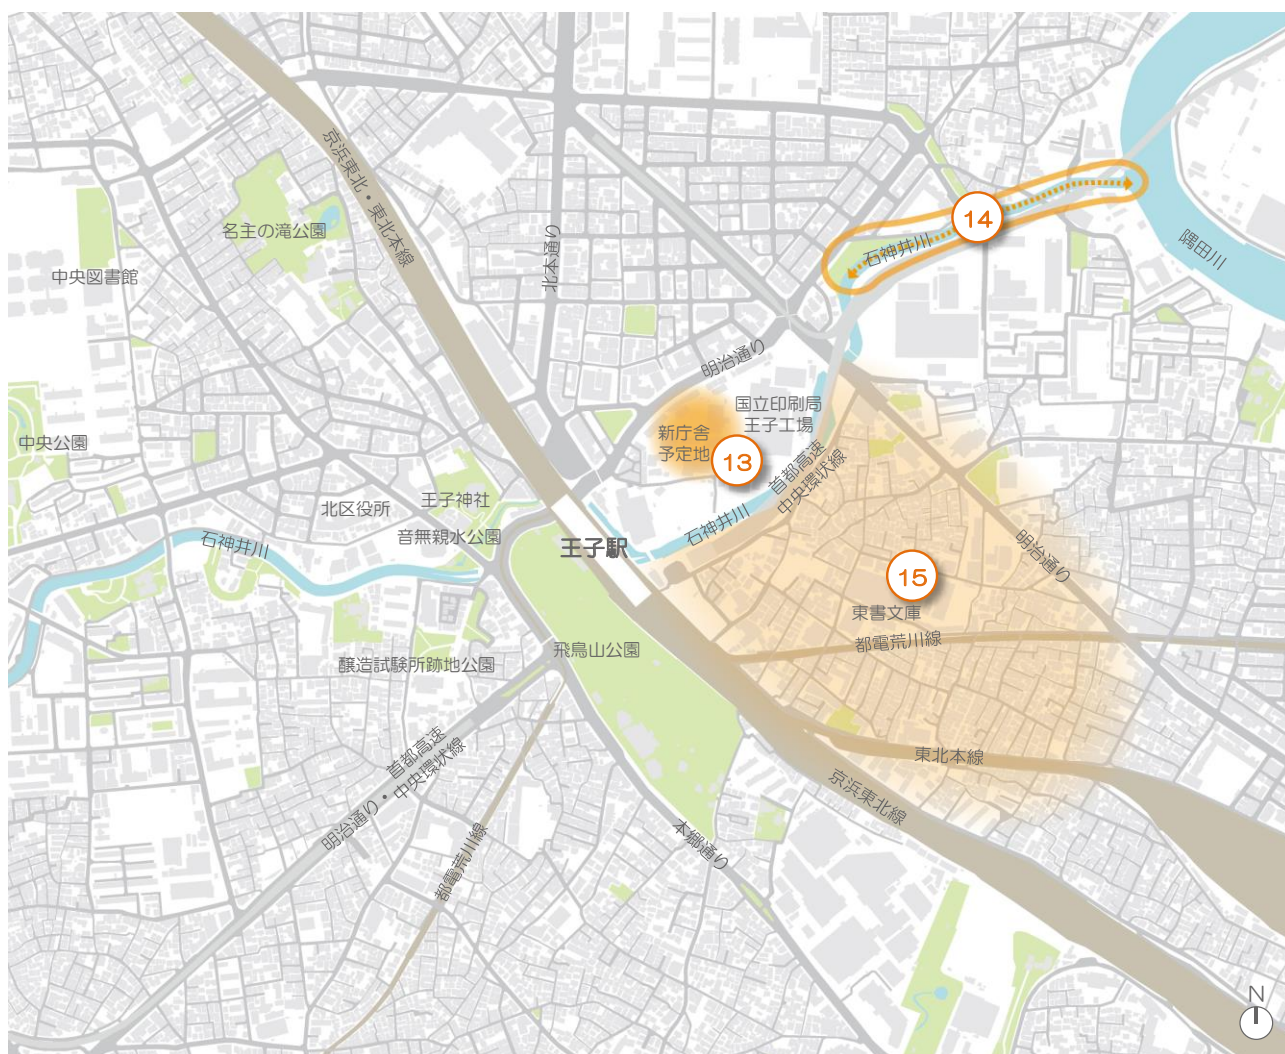 京浜東北・東北本線
14
名主の滝公園
石神井川
隅田川
北本通り
中央図書館
明治通り
国立印刷局
王子工場
新庁舎
予定地
13
中央公園
首都高速
中央環状線
王子神社
北区役所
音無親水公園
石神井川
石神井川
王子駅
明治通り
15
東書文庫
都電荒川線
飛鳥山公園
醸造試験所跡地公園
首都高速
明治通り・中央環状線
東北本線
京浜東北線
本郷通り
都電荒川線
N